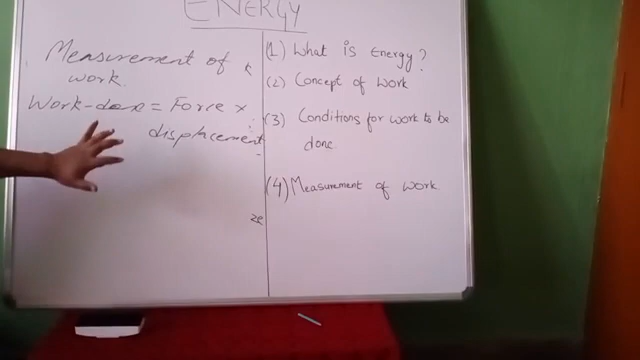 ENERGY
Measurement of
work.
Work-done = Force ×
displacement
(1) What is Energy?
(2) Concept of Work
(3) Conditions for work to be
done
(4) Measurement of work